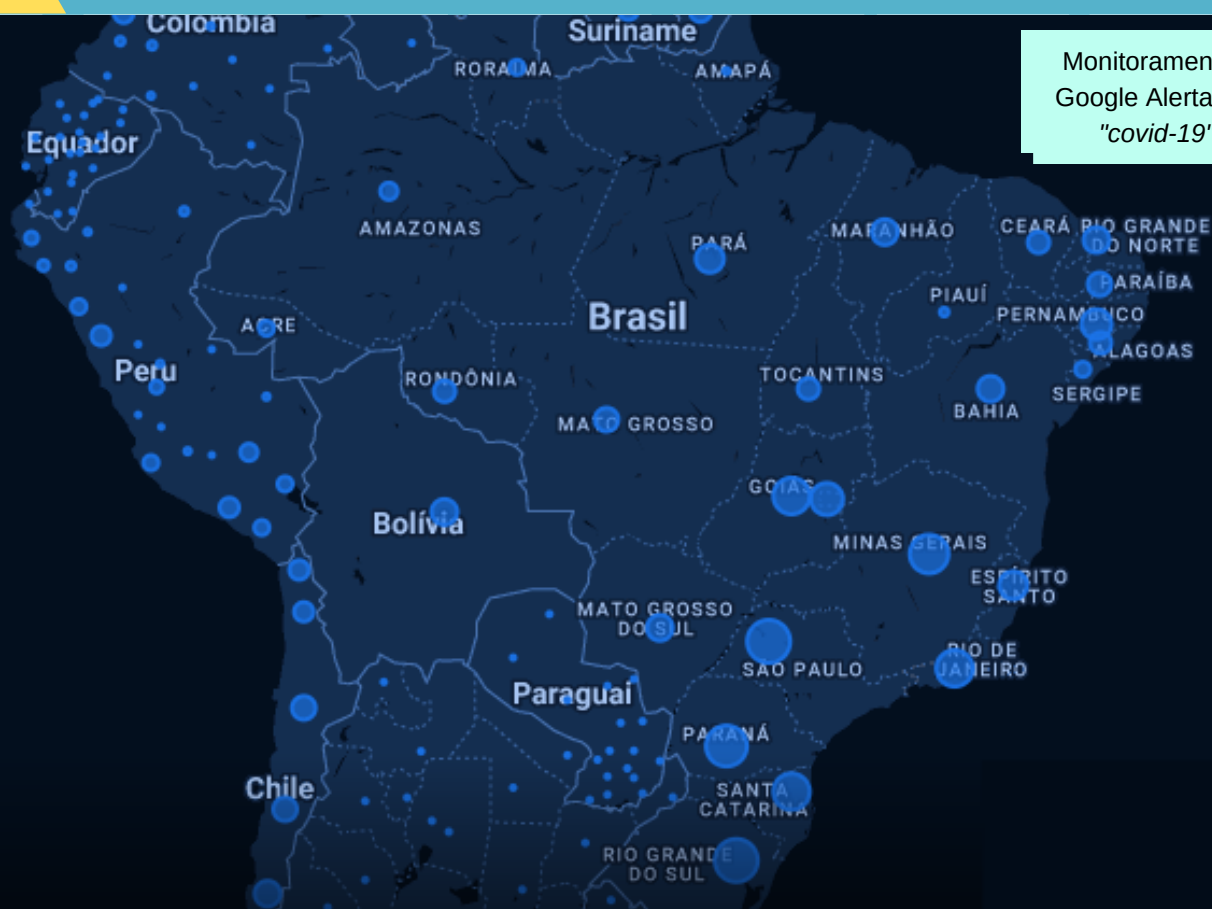 Colombia
Suriname
RORAIMA
AMAPÁ
Monitoramen
Google Alerta
"covid-19"
Equador
AMAZONAS
PARÁ
MARANHÃO
CEARÁ
RIO GRANDE
DO NORTE
PARAÍBA
PIAUÍ
PERNAMBUCO
Brasil
ACRE
ALAGOAS
Peru
RONDÔNIA
TOCANTINS
SERGIPE
BAHIA
MATO GROSSO
GOIÁS
Bolívia
MINAS GERAIS
ESPÍRITO
SANTO
MATO GROSSO
DO SUL
SÃO PAULO
RIO DE
JANEIRO
Paraguai
PARANÁ
Chile
SANTA
CATARINA
RIO GRANDE
DO SUL